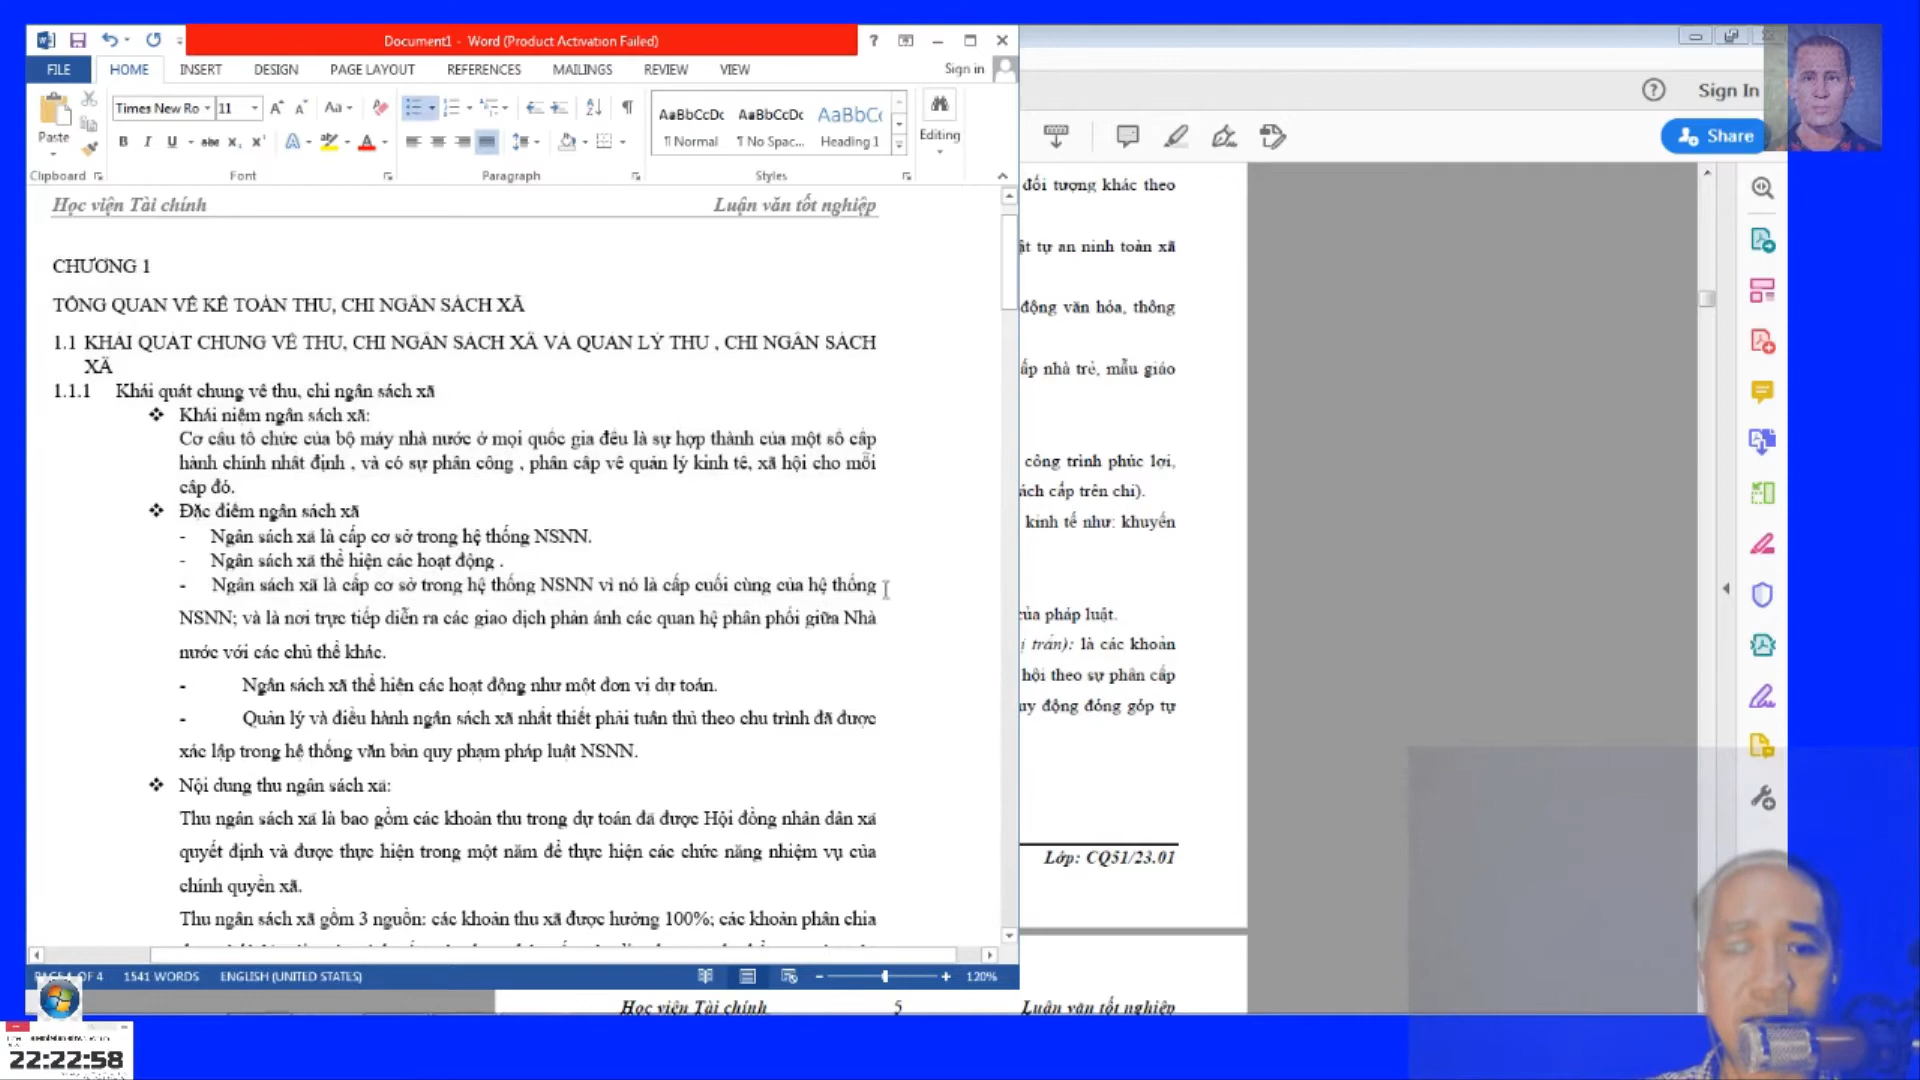 Document1 - Word (Product Activation Failed)
FILE HOME INSERT DESIGN PAGE LAYOUT REFERENCES MAILINGS REVIEW VIEW Sign in
Paste
Times New Ro 11
AaBbCcDc AaBbCcDc AaBbC
¶ Normal ¶ No Spac... Heading 1
Editing
Clipboard Font Paragraph Styles
Học viện Tài chính Luận văn tốt nghiệp
CHƯƠNG 1
TỔNG QUAN VỀ KẾ TOÁN THU, CHI NGÂN SÁCH XÃ
1.1 KHÁI QUÁT CHUNG VỀ THU, CHI NGÂN SÁCH XÃ VÀ QUẢN LÝ THU , CHI NGÂN SÁCH
XÃ
1.1.1 Khái quát chung về thu, chi ngân sách xã
❖ Khái niệm ngân sách xã:
Cơ cấu tổ chức của bộ máy nhà nước ở mọi quốc gia đều là sự hợp thành của một số cấp
hành chính nhất định , và có sự phân công , phân cấp về quản lý kinh tế, xã hội cho mỗi
cấp đó.
❖ Đặc điểm ngân sách xã
- Ngân sách xã là cấp cơ sở trong hệ thống NSNN.
- Ngân sách xã thể hiện các hoạt động .
- Ngân sách xã là cấp cơ sở trong hệ thống NSNN vì nó là cấp cuối cùng của hệ thống
NSNN; và là nơi trực tiếp diễn ra các giao dịch phản ánh các quan hệ phân phối giữa Nhà
nước với các chủ thể khác.
- Ngân sách xã thể hiện các hoạt động như một đơn vị dự toán.
- Quản lý và điều hành ngân sách xã nhất thiết phải tuân thủ theo chu trình đã được
xác lập trong hệ thống văn bản quy phạm pháp luật NSNN.
❖ Nội dung thu ngân sách xã:
Thu ngân sách xã là bao gồm các khoản thu trong dự toán đã được Hội đồng nhân dân xã
quyết định và được thực hiện trong một năm để thực hiện các chức năng nhiệm vụ của
chính quyền xã.
Thu ngân sách xã gồm 3 nguồn: các khoản thu xã được hưởng 100%; các khoản phân chia
OF 4 1541 WORDS ENGLISH (UNITED STATES) 120%
22:22:58
Sign In
Share
đối tượng khác theo
tự an ninh toàn xã
động văn hóa, thông
nhà trẻ, mẫu giáo
công trình phúc lợi,
cấp trên chi).
kinh tế như: khuyến
của pháp luật.
trấn): là các khoản
hội theo sự phân cấp
động đóng góp tự
Lớp: CQ51/23.01
Học viện Tài chính 5 Luận văn tốt nghiệp